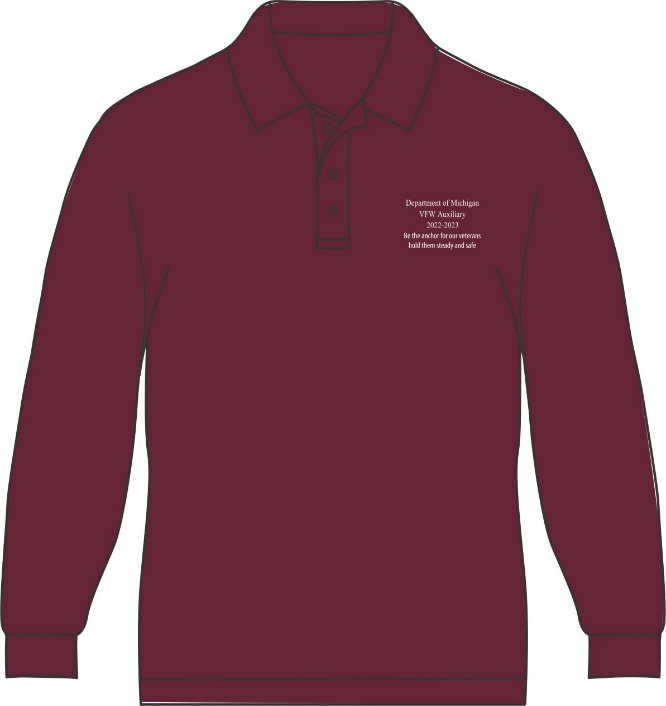 Department of Michigan
VFW Auxiliary
2022-2023
Be the anchor for our veterans
hold them steady and safe